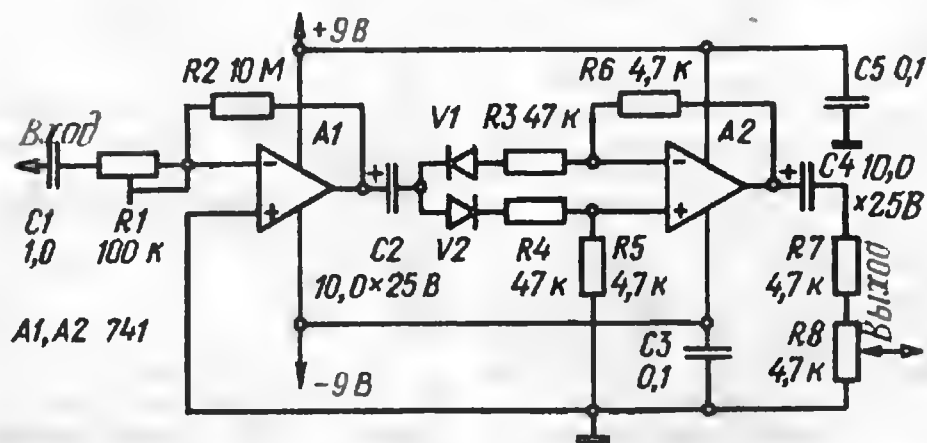 +9 В
R2 10 М
R6 4,7 к
C5 0,1
Вход
A1
V1
R3 47 к
A2
C4 10,0
×25В
C1
1,0
R1
100 к
C2
10,0×25 В
V2
R4
47 к
R5
4,7 к
R7
4,7 к
Выход
A1, A2 741
C3
0,1
R8
4,7 к
-9 В